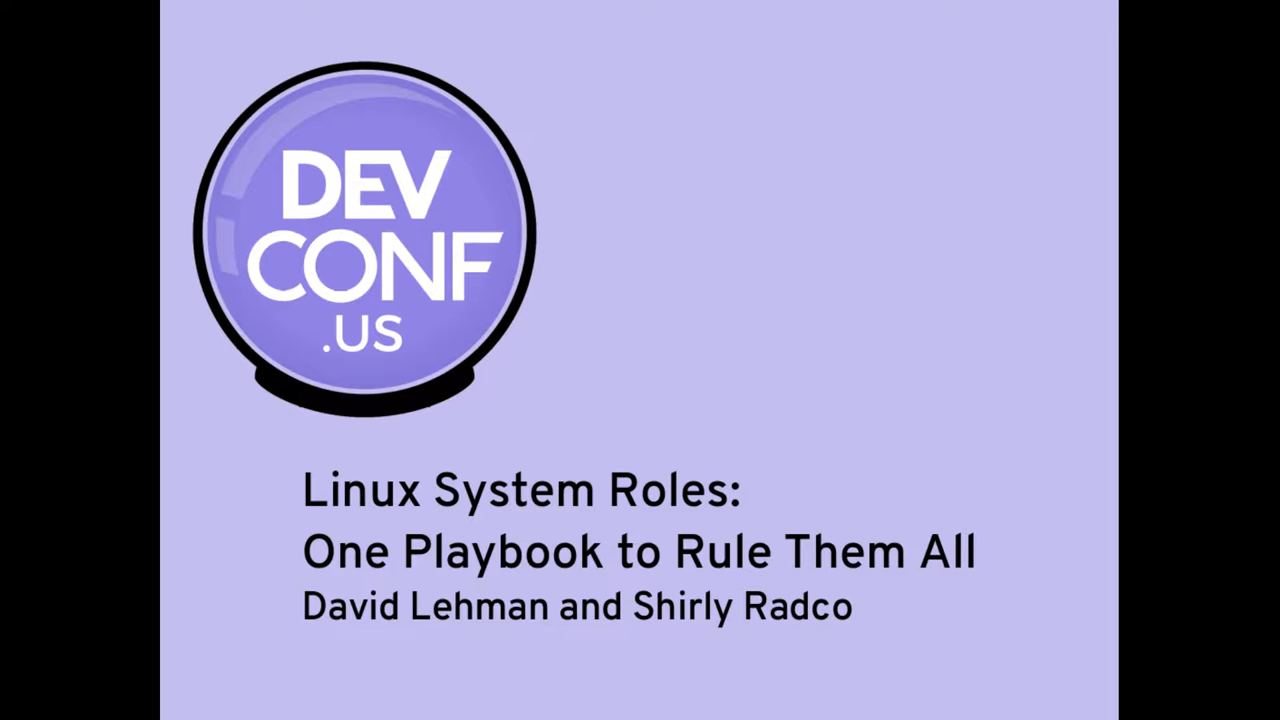 DEV
CONF
.US
Linux System Roles:
One Playbook to Rule Them All
David Lehman and Shirly Radco